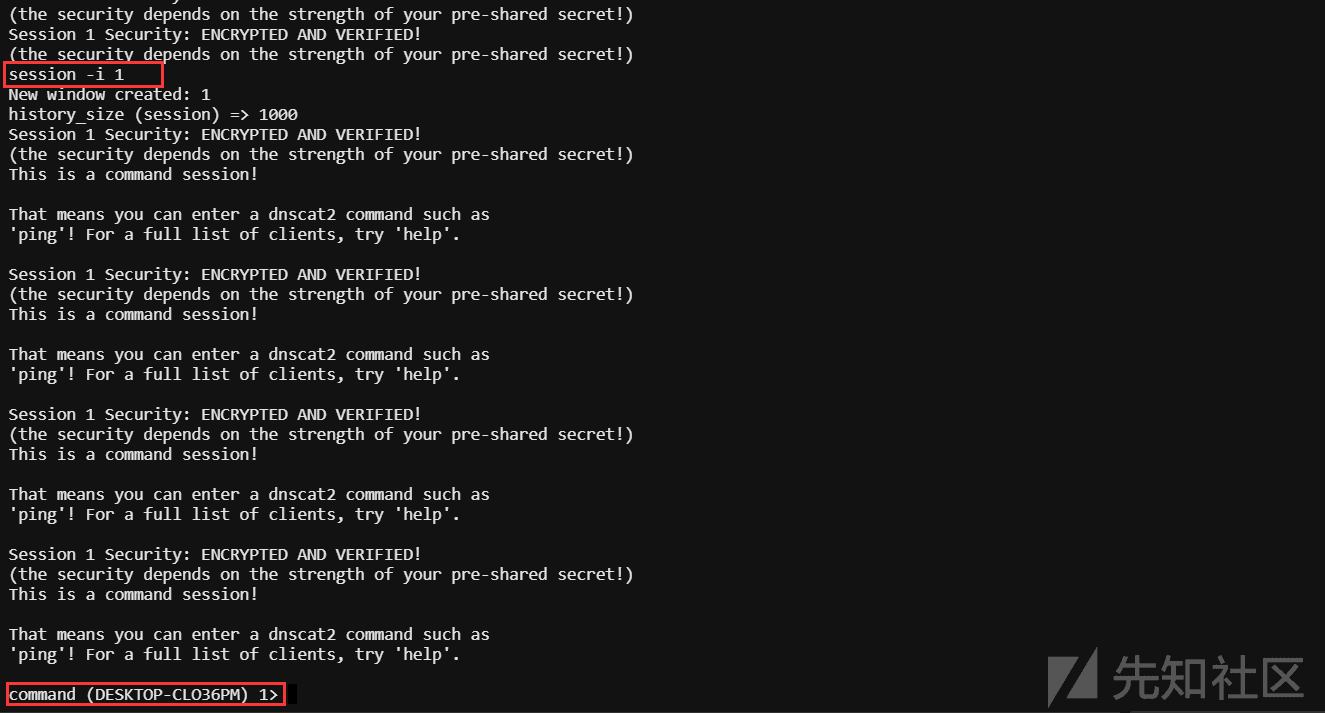 (the security depends on the strength of your pre-shared secret!)
Session 1 Security: ENCRYPTED AND VERIFIED!
(the security depends on the strength of your pre-shared secret!)
session -i 1
New window created: 1
history_size (session) => 1000
Session 1 Security: ENCRYPTED AND VERIFIED!
(the security depends on the strength of your pre-shared secret!)
This is a command session!
That means you can enter a dnscat2 command such as
'ping'! For a full list of clients, try 'help'.
Session 1 Security: ENCRYPTED AND VERIFIED!
(the security depends on the strength of your pre-shared secret!)
This is a command session!
That means you can enter a dnscat2 command such as
'ping'! For a full list of clients, try 'help'.
Session 1 Security: ENCRYPTED AND VERIFIED!
(the security depends on the strength of your pre-shared secret!)
This is a command session!
That means you can enter a dnscat2 command such as
'ping'! For a full list of clients, try 'help'.
Session 1 Security: ENCRYPTED AND VERIFIED!
(the security depends on the strength of your pre-shared secret!)
This is a command session!
That means you can enter a dnscat2 command such as
'ping'! For a full list of clients, try 'help'.
command (DESKTOP-CLO36PM) 1>
先知社区